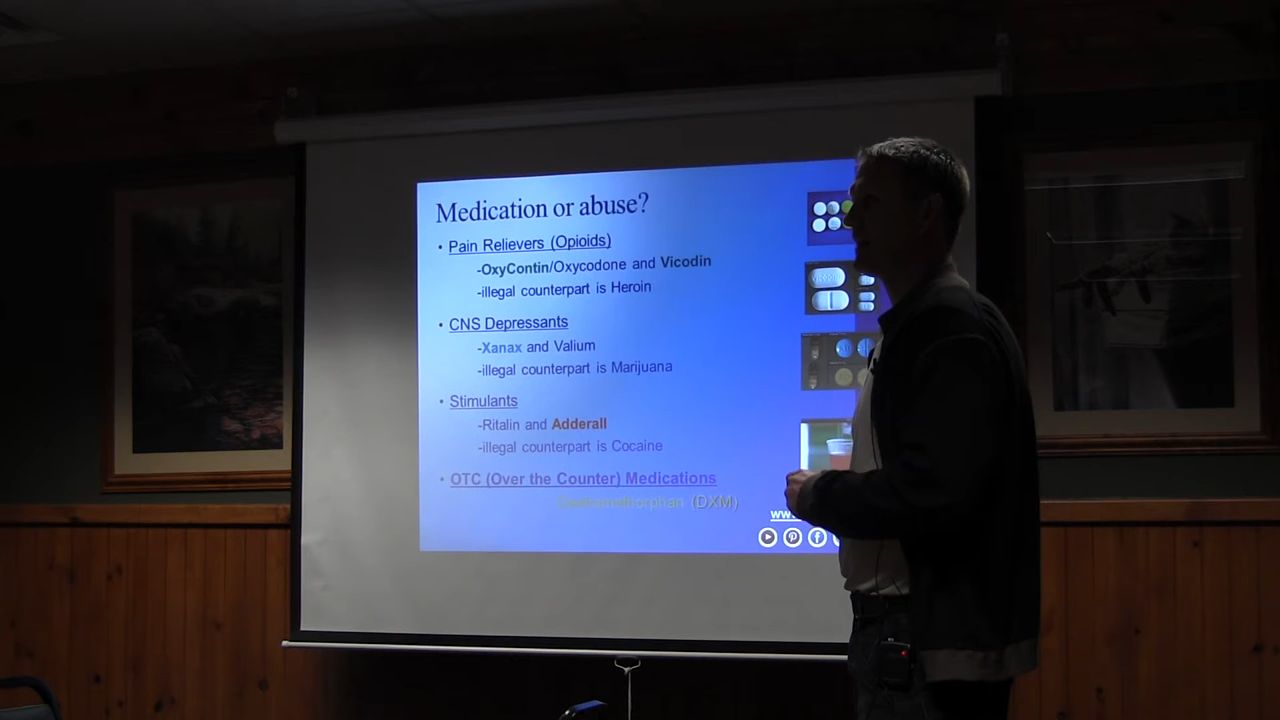 Medication or abuse?
• Pain Relievers (Opioids)
-OxyContin/Oxycodone and Vicodin
-illegal counterpart is Heroin
• CNS Depressants
-Xanax and Valium
-illegal counterpart is Marijuana
• Stimulants
-Ritalin and Adderall
-illegal counterpart is Cocaine
• OTC (Over the Counter) Medications
(DXM)